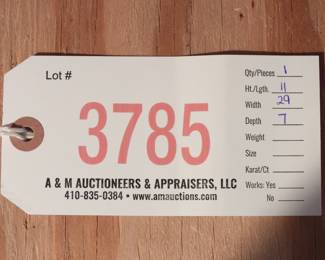 Lot #
3785
A & M AUCTIONEERS & APPRAISERS, LLC
410-835-0384 • www.amauctions.com
Qty/Pieces 1
Ht./Lgth. 11
Width 29
Depth 7
Weight
Size
Karat/Ct
Works: Yes
No